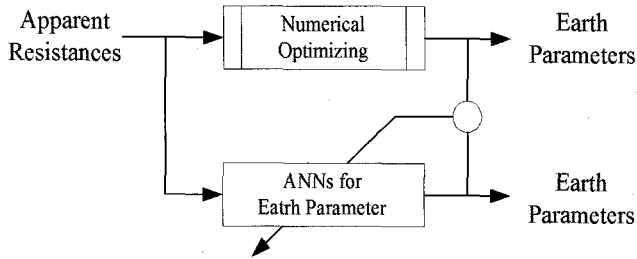 Apparent
Resistances
Numerical
Optimizing
Earth
Parameters
ANNs for
Eatrh Parameter
Earth
Parameters